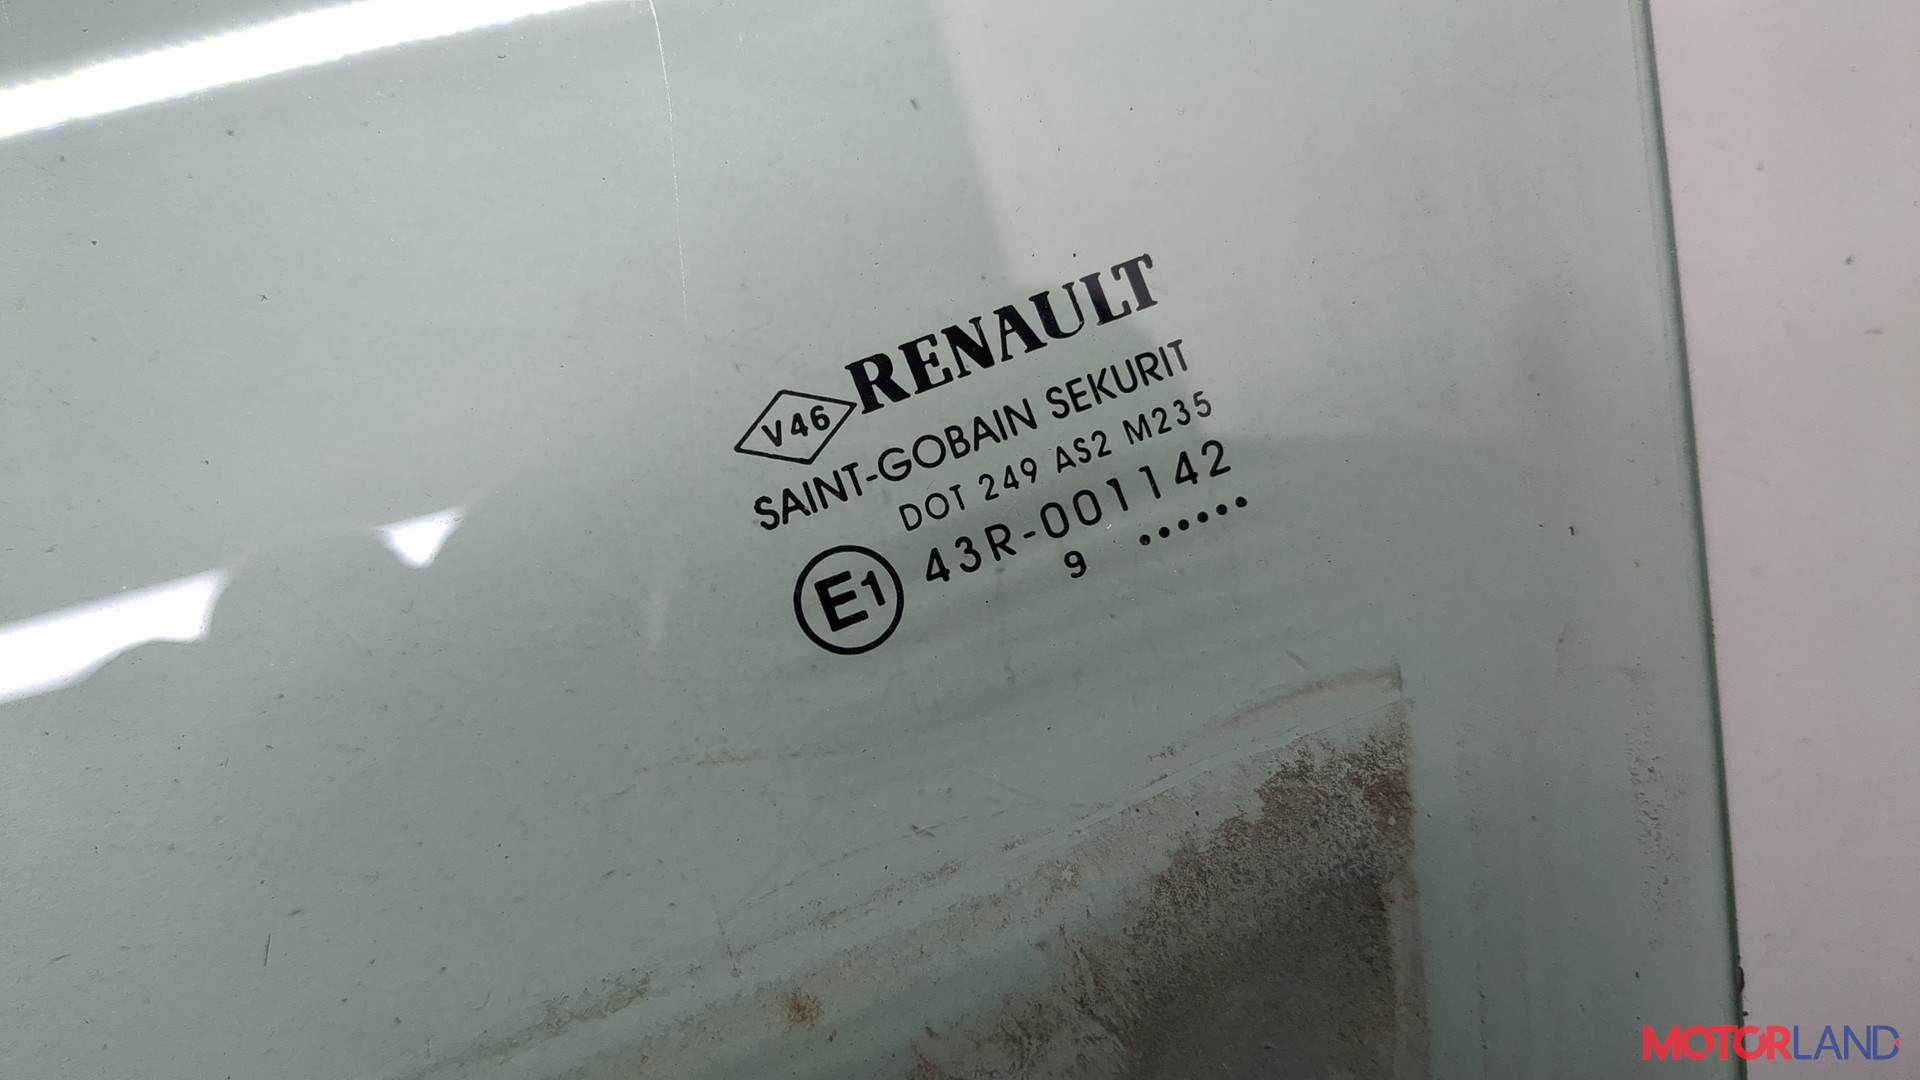 V46 RENAULT
SAINT-GOBAIN SEKURIT
DOT 249 AS2 M235
E1 43R-001142
9 ......
MOTORLAND